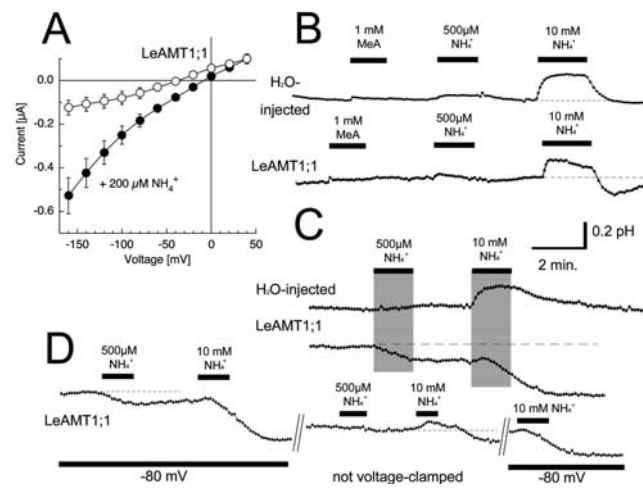 A
LeAMT1;1
0.0
-0.2
-0.4
-0.6
Current [µA]
+ 200 µM NH₄⁺
-150
-100
-50
0
50
Voltage [mV]
B
1 mM
MeA
500µM
NH₄⁺
10 mM
NH₄⁺
H₂O-
injected
1 mM
MeA
500µM
NH₄⁺
10 mM
NH₄⁺
LeAMT1;1
C
0.2 pH
2 min.
500µM
NH₄⁺
10 mM
NH₄⁺
H₂O-injected
LeAMT1;1
D
500µM
NH₄⁺
10 mM
NH₄⁺
LeAMT1;1
500µM
NH₄⁺
10 mM
NH₄⁺
10 mM NH₄⁺
-80 mV
not voltage-clamped
-80 mV